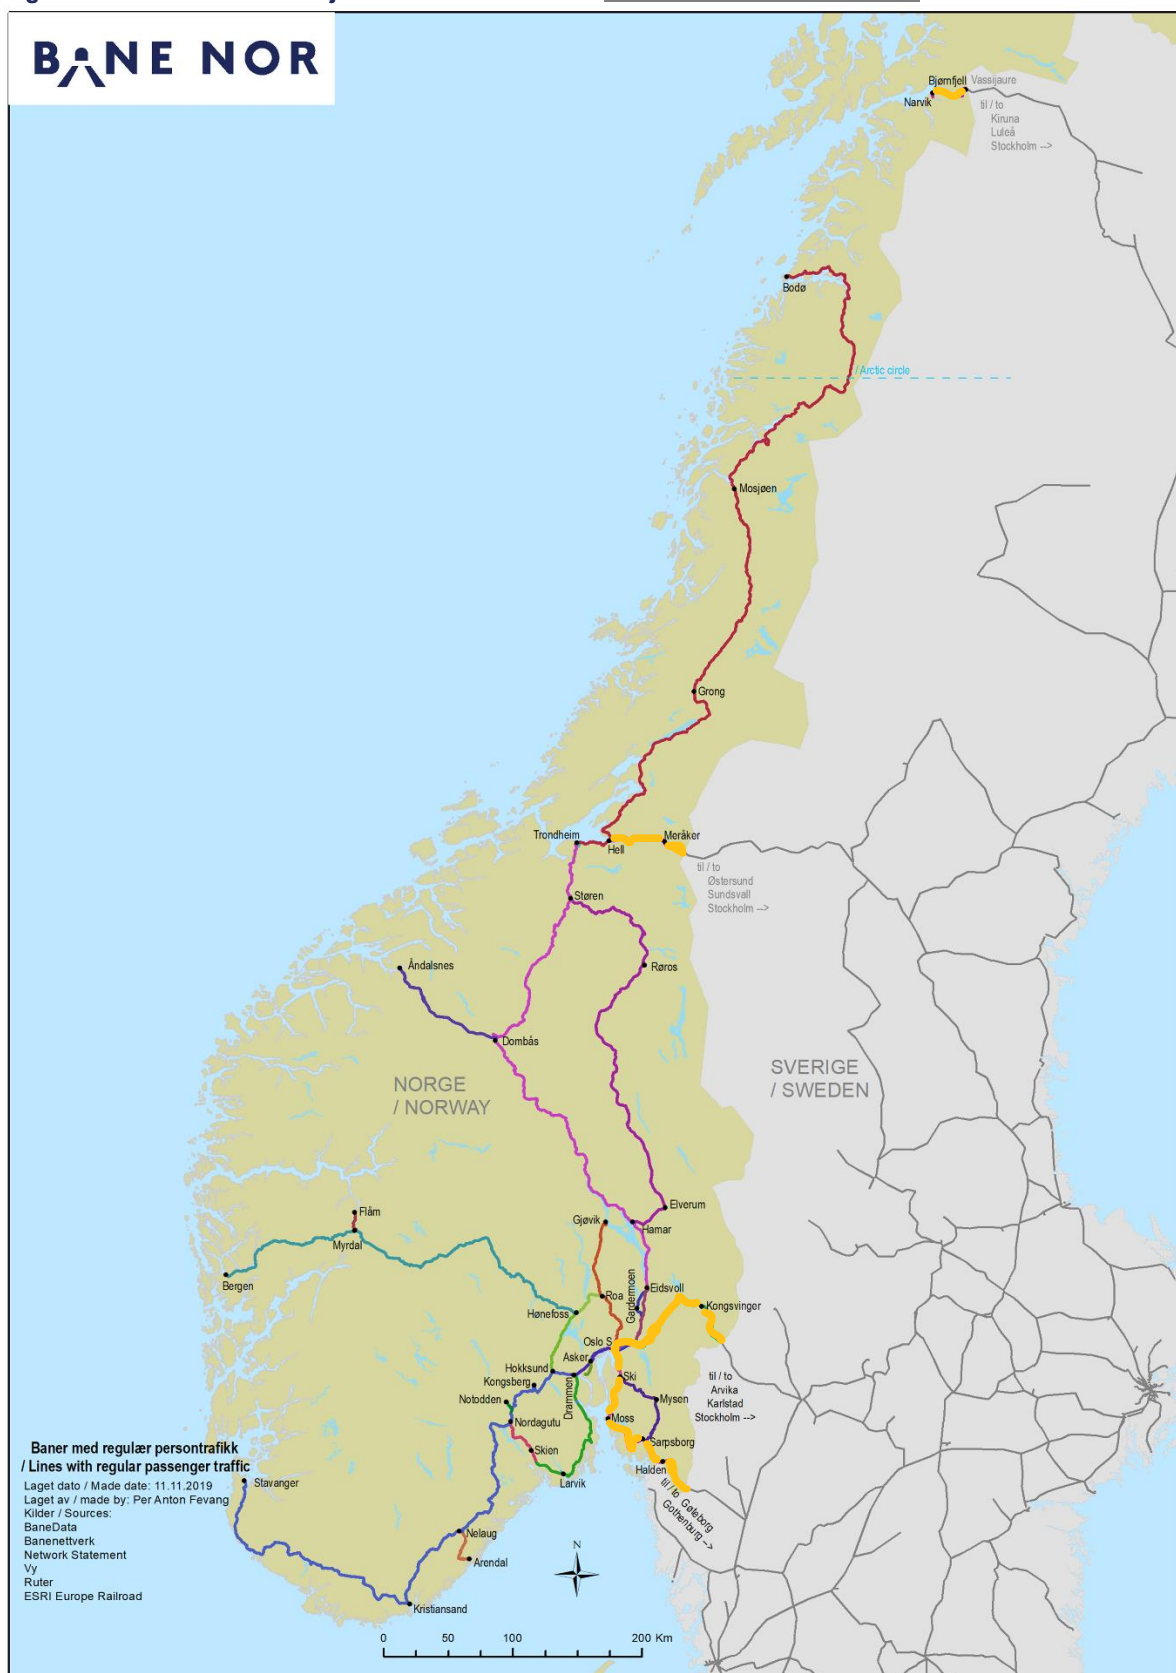 BANE NOR
Bjørnfjell
Vassijaure
Narvik
til / to
Kiruna
Luleå
Stockholm -->
Bodø
/ Arctic circle
Mosjøen
Grong
Trondheim
Hell
Meråker
til / to
Østersund
Sundsvall
Stockholm -->
Støren
Røros
Åndalsnes
Dombås
NORGE
/ NORWAY
SVERIGE
/ SWEDEN
Elverum
Hamar
Gjøvik
Flåm
Myrdal
Bergen
Gardermoen
Eidsvoll
Roa
Kongsvinger
Hønefoss
Oslo S
Asker
Hokksund
Kongsberg
Drammen
Ski
til / to
Arvika
Karlstad
Stockholm -->
Notodden
Mysen
Nordagutu
Moss
Sarpsborg
Skien
Halden
Larvik
til / to Gøteborg
Gothenburg -->
Baner med regulær persontrafikk
/ Lines with regular passenger traffic
Laget dato / Made date: 11.11.2019
Laget av / made by: Per Anton Fevang
Kilder / Sources:
BaneData
Banenettverk
Network Statement
Vy
Ruter
ESRI Europe Railroad
Stavanger
Nelaug
Arendal
Kristiansand
N
0 50 100 200 Km